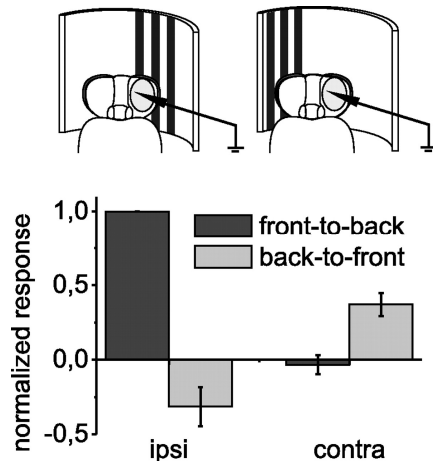 normalized response
1,0
0,5
0,0
-0,5
front-to-back
back-to-front
ipsi
contra